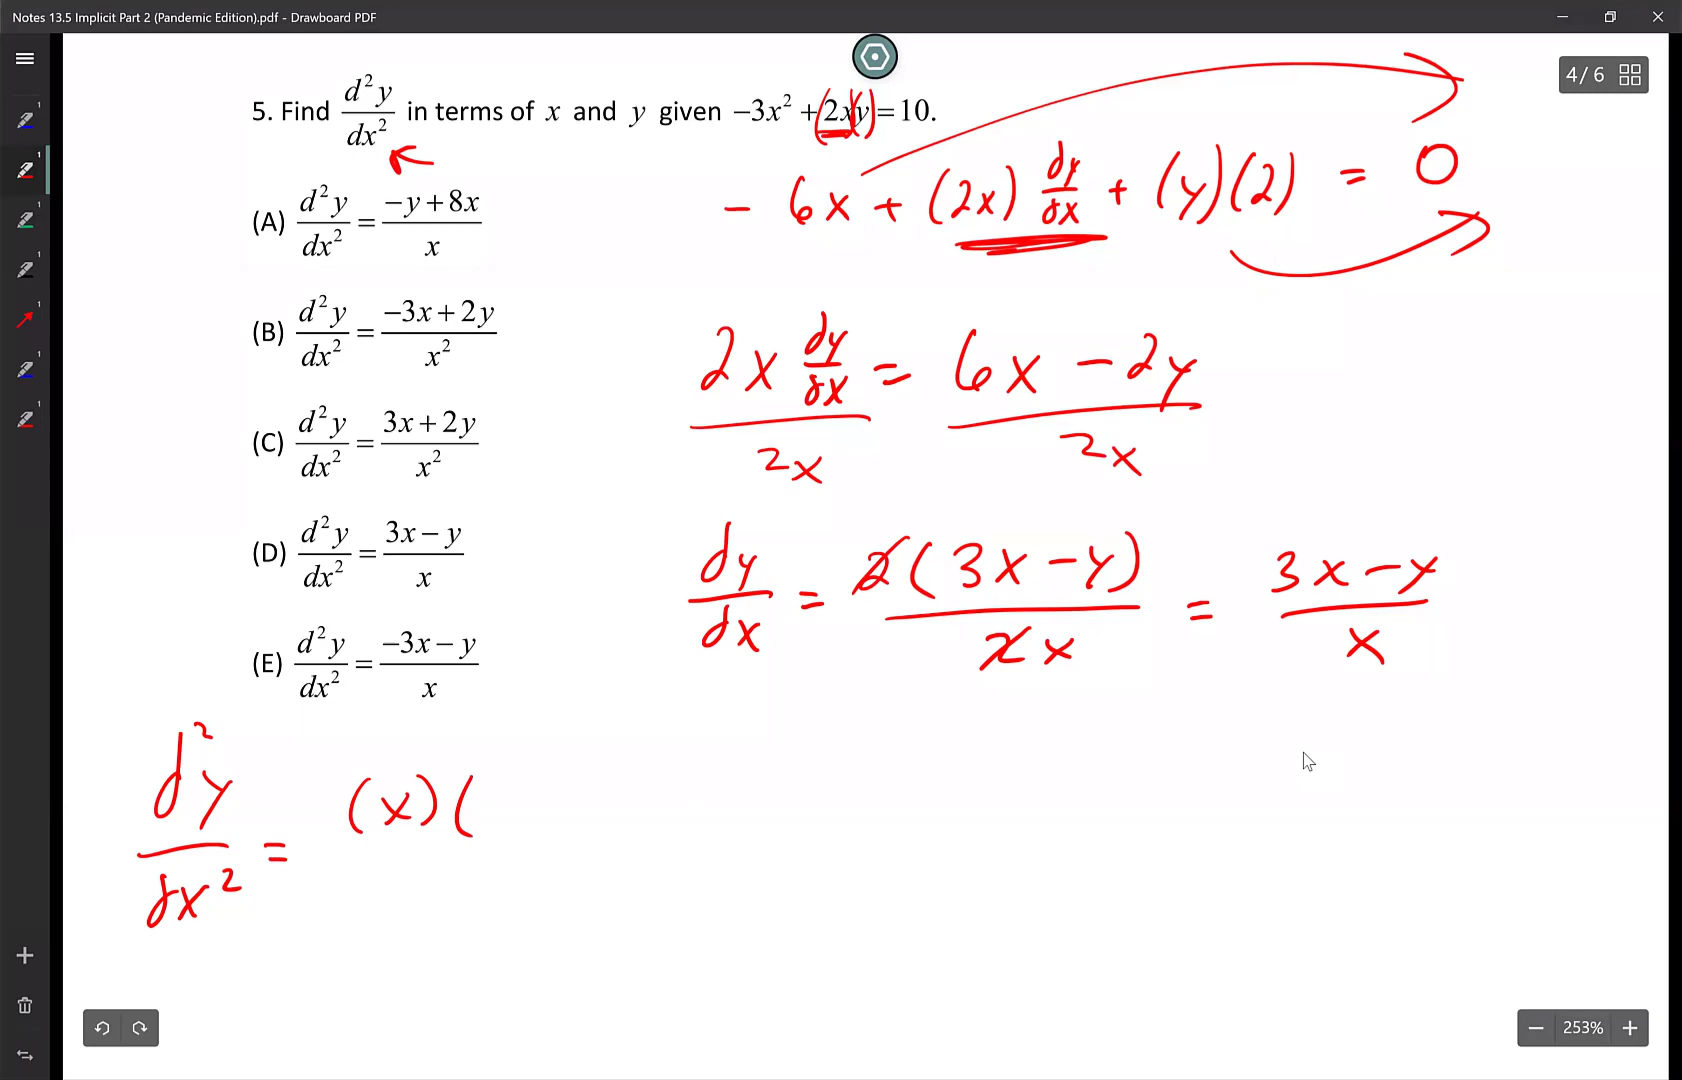 Notes 13.5 Implicit Part 2 (Pandemic Edition).pdf - Drawboard PDF
4 / 6
5. Find d²y/dx² in terms of x and y given −3x² + 2xy = 10.
− 6x + (2x) dy/dx + (y)(2) = 0
(A) d²y/dx² = (−y + 8x)/x
(B) d²y/dx² = (−3x + 2y)/x²
2x dy/dx / 2x = 6x − 2y / 2x
(C) d²y/dx² = (3x + 2y)/x²
(D) d²y/dx² = (3x − y)/x
dy/dx = 2(3x − y)/2x = 3x − y / x
(E) d²y/dx² = (−3x − y)/x
d²y/dx² = (x)(
253%